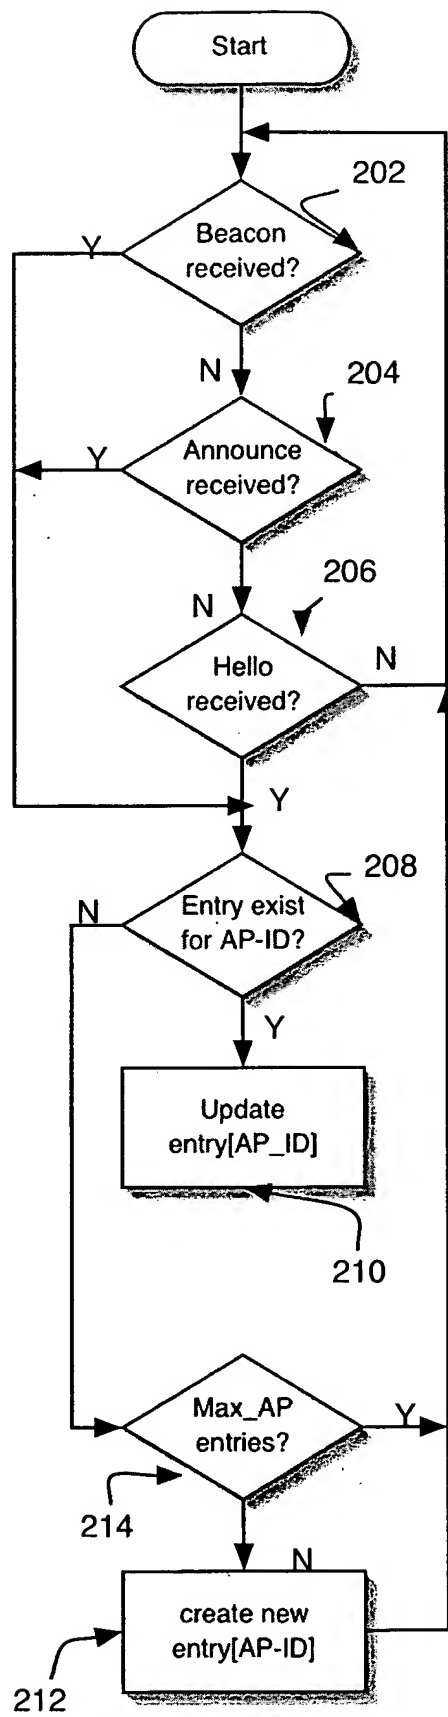 Start
202
Beacon
received?
Y
N
204
Announce
received?
Y
N
206
Hello
received?
N
Y
208
Entry exist
for AP-ID?
N
Y
Update
entry[AP_ID]
210
Max_AP
entries?
Y
214
N
create new
entry[AP-ID]
212